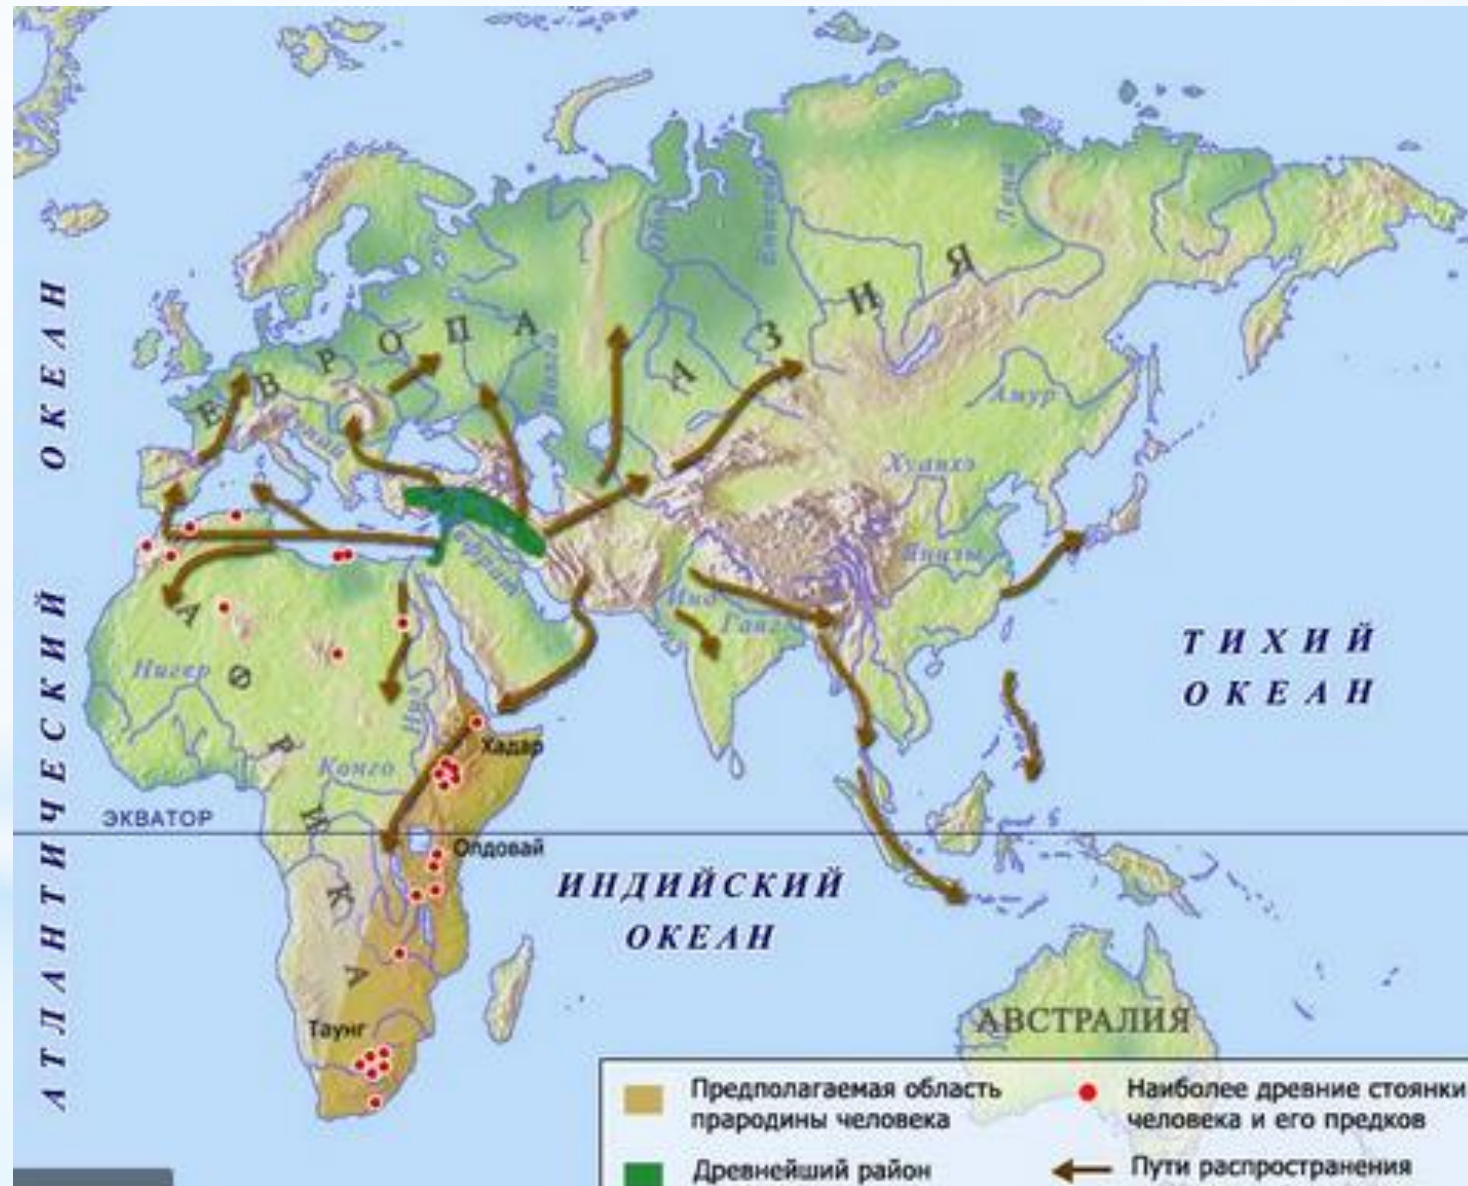 ЕВРОПА
АЗИЯ
Обь
Енисей
Лена
Волга
Дунай
Амур
Хуанхэ
Янцзы
Евфрат
Инд
Ганг
АТЛАНТИЧЕСКИЙ
ОКЕАН
ТИХИЙ
ОКЕАН
АФРИКА
Нигер
Нил
Конго
Хадар
ЭКВАТОР
Олдовай
ИНДИЙСКИЙ
ОКЕАН
Таунг
АВСТРАЛИЯ
Предполагаемая область
прародины человека
Древнейший район
Наиболее древние стоянки
человека и его предков
Пути распространения